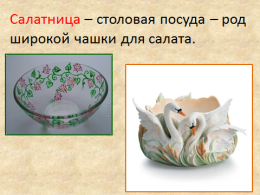 Салатница – столовая посуда – род
широкой чашки для салата.